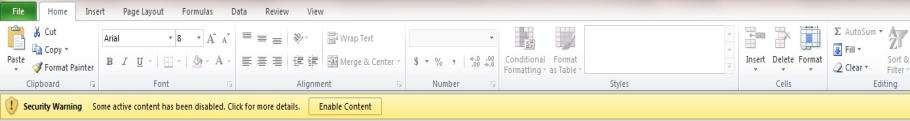 File Home Insert Page Layout Formulas Data Review View
Cut
Arial 8 A A
Wrap Text
AutoSum
Copy
Fill
Paste
Format Painter
B I U A
Merge & Center
$ % , .0 .00 .00 .0
Conditional Formatting
Format as Table
Insert Delete Format
Clear
Sort & Filter
Clipboard Font Alignment Number Styles Cells Editing
Security Warning Some active content has been disabled. Click for more details. Enable Content